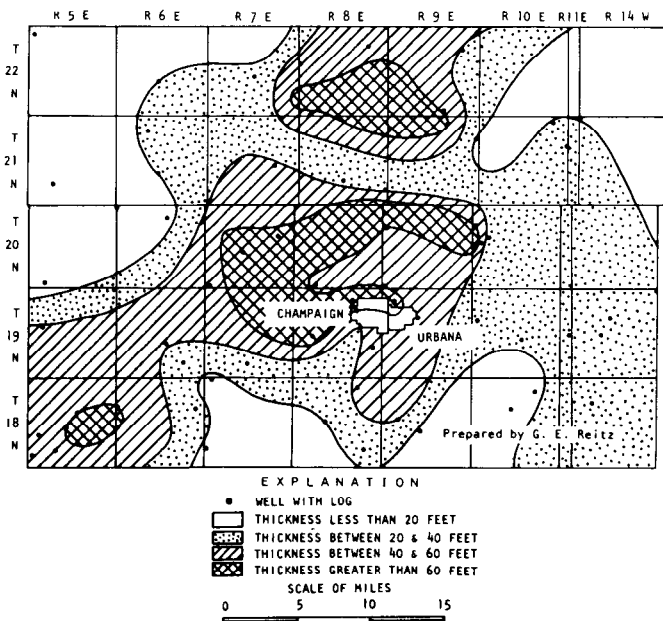 R 5 E R 6 E R 7 E R 8 E R 9 E R 10 E R 11 E R 14 W
T 22 N
T 21 N
T 20 N
T 19 N
T 18 N
CHAMPAIGN
URBANA
Prepared by G. E. Reitz
EXPLANATION
WELL WITH LOG
THICKNESS LESS THAN 20 FEET
THICKNESS BETWEEN 20 & 40 FEET
THICKNESS BETWEEN 40 & 60 FEET
THICKNESS GREATER THAN 60 FEET
SCALE OF MILES
0 5 10 15